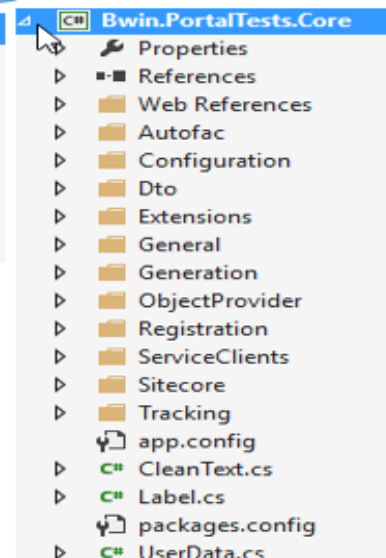 C# Bwin.PortalTests.Core
Properties
References
Web References
Autofac
Configuration
Dto
Extensions
General
Generation
ObjectProvider
Registration
ServiceClients
Sitecore
Tracking
app.config
C# CleanText.cs
C# Label.cs
packages.config
C# UserData.cs